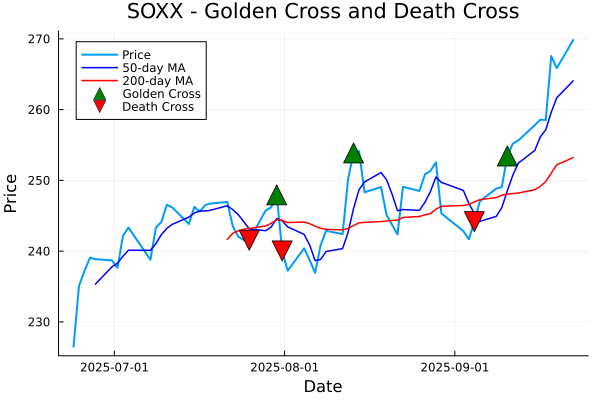 SOXX - Golden Cross and Death Cross
270
260
250
240
230
Price
Price
50-day MA
200-day MA
Golden Cross
Death Cross
2025-07-01
2025-08-01
2025-09-01
Date